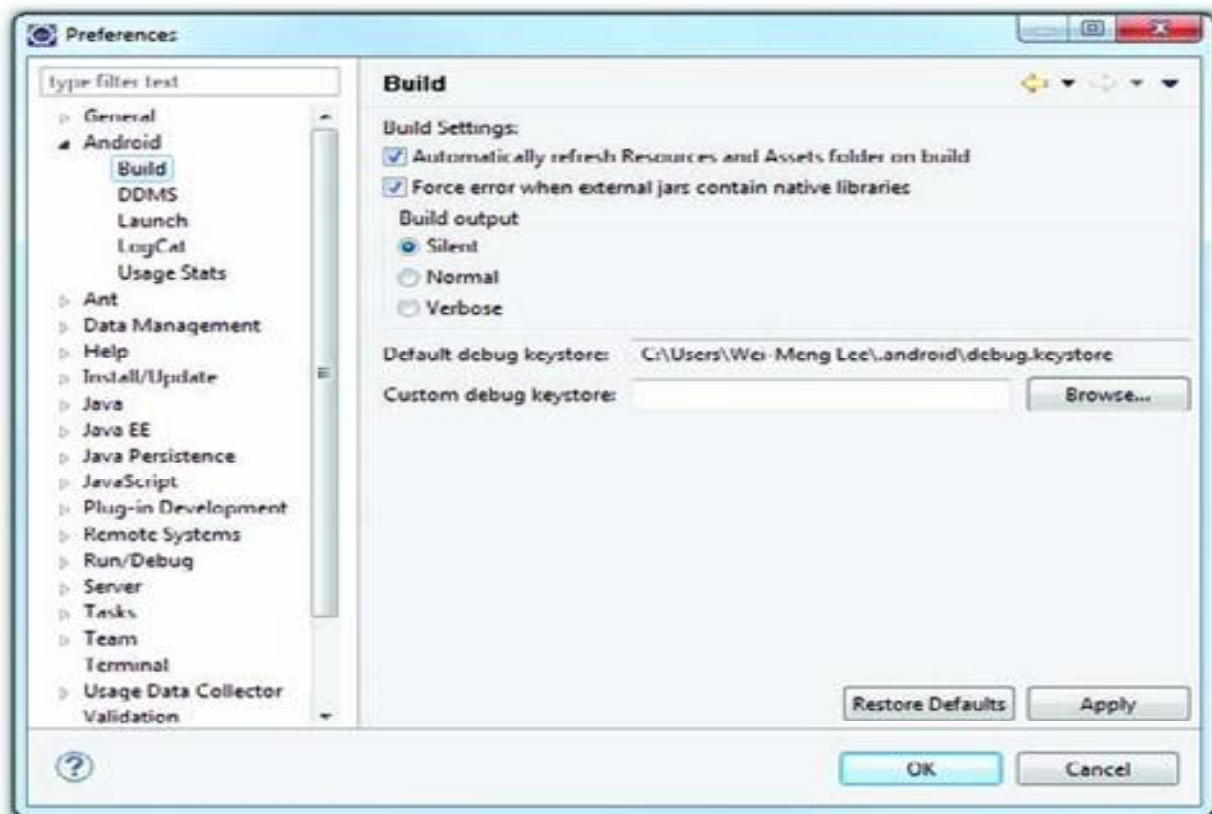 Preferences
type filter text
General
Android
Build
DDMS
Launch
LogCat
Usage Stats
Ant
Data Management
Help
Install/Update
Java
Java EE
Java Persistence
JavaScript
Plug-in Development
Remote Systems
Run/Debug
Server
Tasks
Team
Terminal
Usage Data Collector
Validation
Build
Build Settings:
Automatically refresh Resources and Assets folder on build
Force error when external jars contain native libraries
Build output
Silent
Normal
Verbose
Default debug keystore: C:\Users\Wei-Meng Lee\.android\debug.keystore
Custom debug keystore: Browse...
Restore Defaults Apply
? OK Cancel